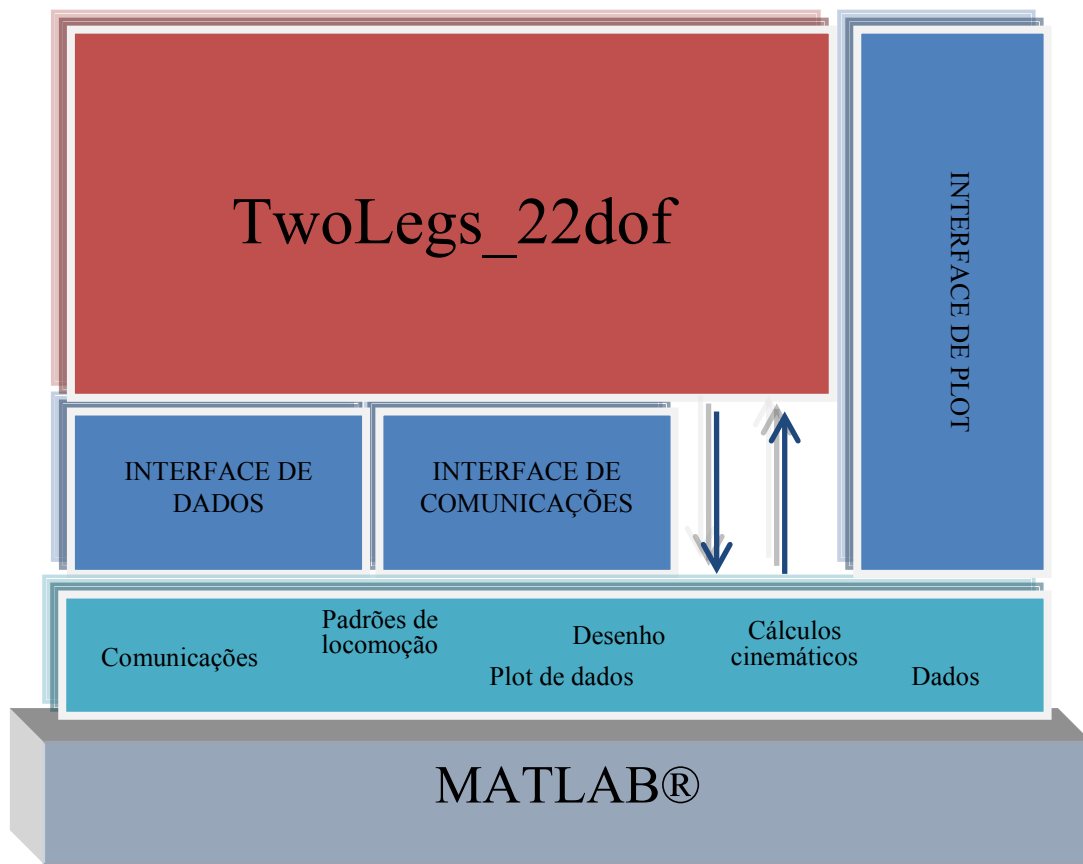 TwoLegs_22dof
INTERFACE DE PLOT
INTERFACE DE
DADOS
INTERFACE DE
COMUNICAÇÕES
Comunicações
Padrões de
locomoção
Desenho
Plot de dados
Cálculos
cinemáticos
Dados
MATLAB®